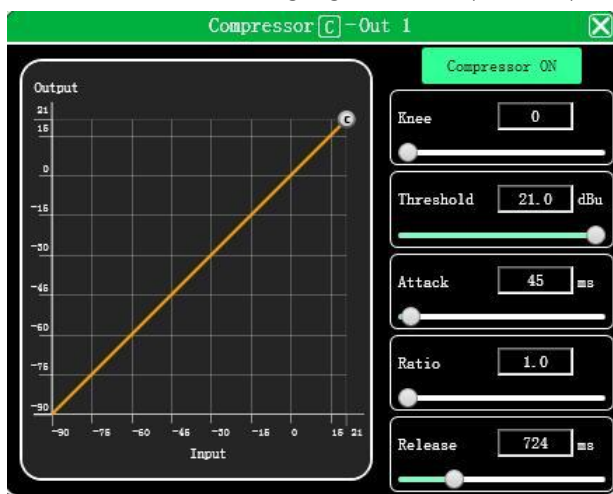 Compressor C -Out 1
Compressor ON
Output
21
15
0
-15
-30
-45
-60
-75
-90
-90 -75 -60 -45 -30 -15 0 15 21
Input
C
Knee 0
Threshold 21.0 dBu
Attack 45 ms
Ratio 1.0
Release 724 ms